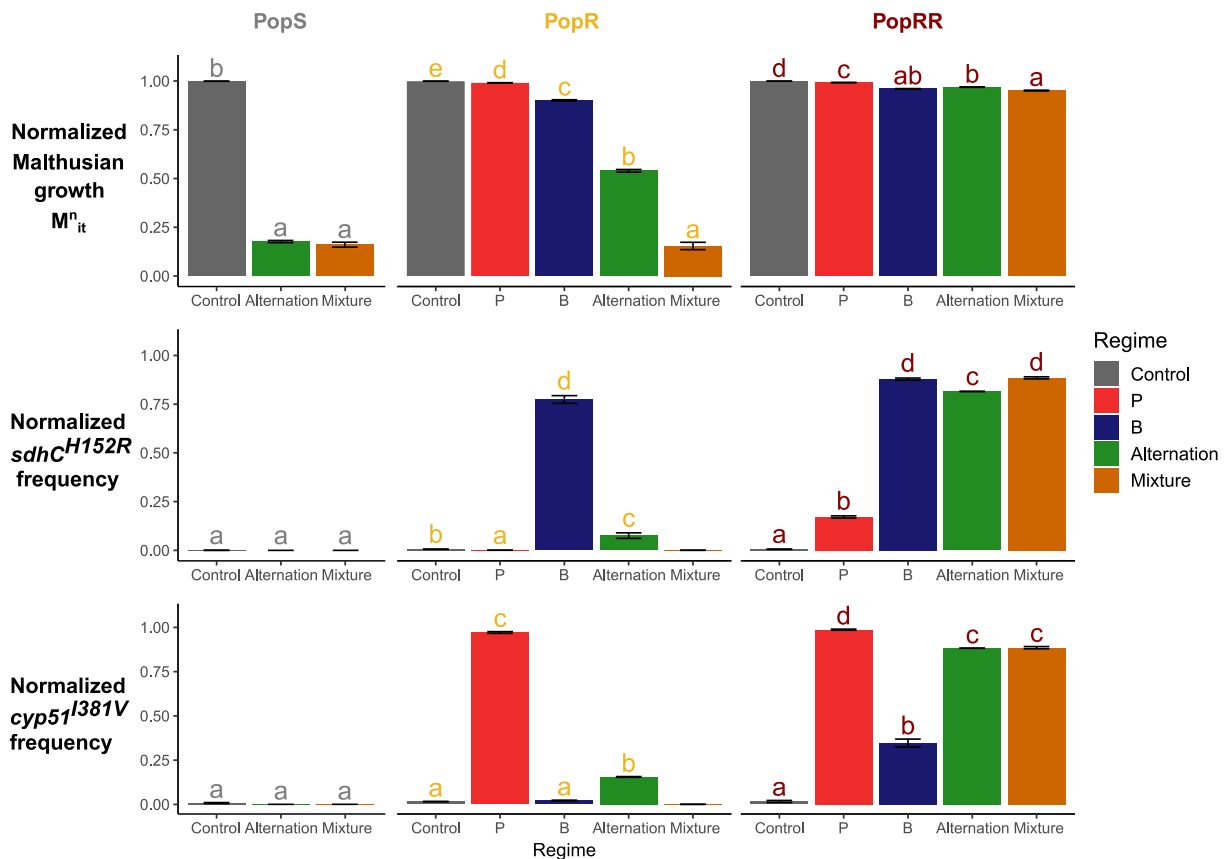 PopS PopR PopRR
Normalized
Malthusian
growth
Mⁿit
1.00
0.75
0.50
0.25
0.00
b a a
e d c b a
d c ab b a
Control Alternation Mixture
Control P B Alternation Mixture
Control P B Alternation Mixture
Normalized
sdhC^H152R
frequency
1.00
0.75
0.50
0.25
0.00
a a a
b a d c
a b d c d
Control Alternation Mixture
Control P B Alternation Mixture
Control P B Alternation Mixture
Regime
Control
P
B
Alternation
Mixture
Normalized
cyp51^I381V
frequency
1.00
0.75
0.50
0.25
0.00
a a a
a c a b
a d b c c
Control Alternation Mixture
Control P B Alternation Mixture
Control P B Alternation Mixture
Regime